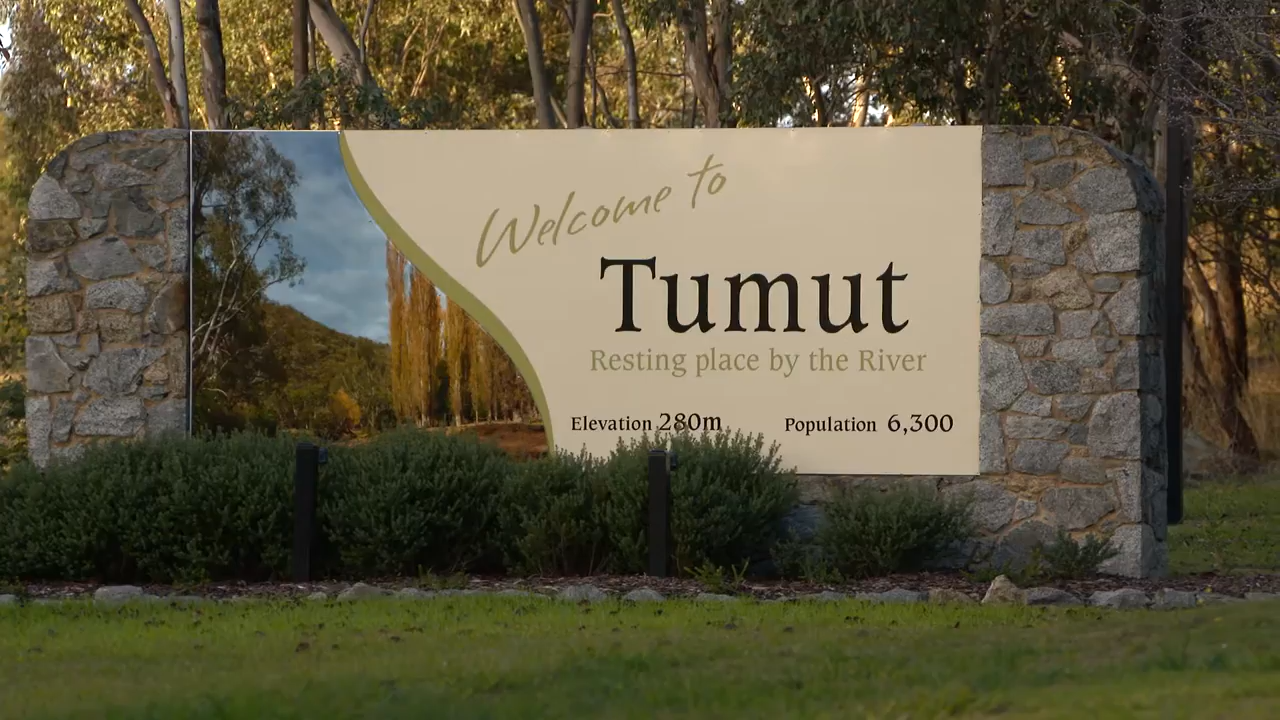 Welcome to
Tumut
Resting place by the River
Elevation 280m Population 6,300